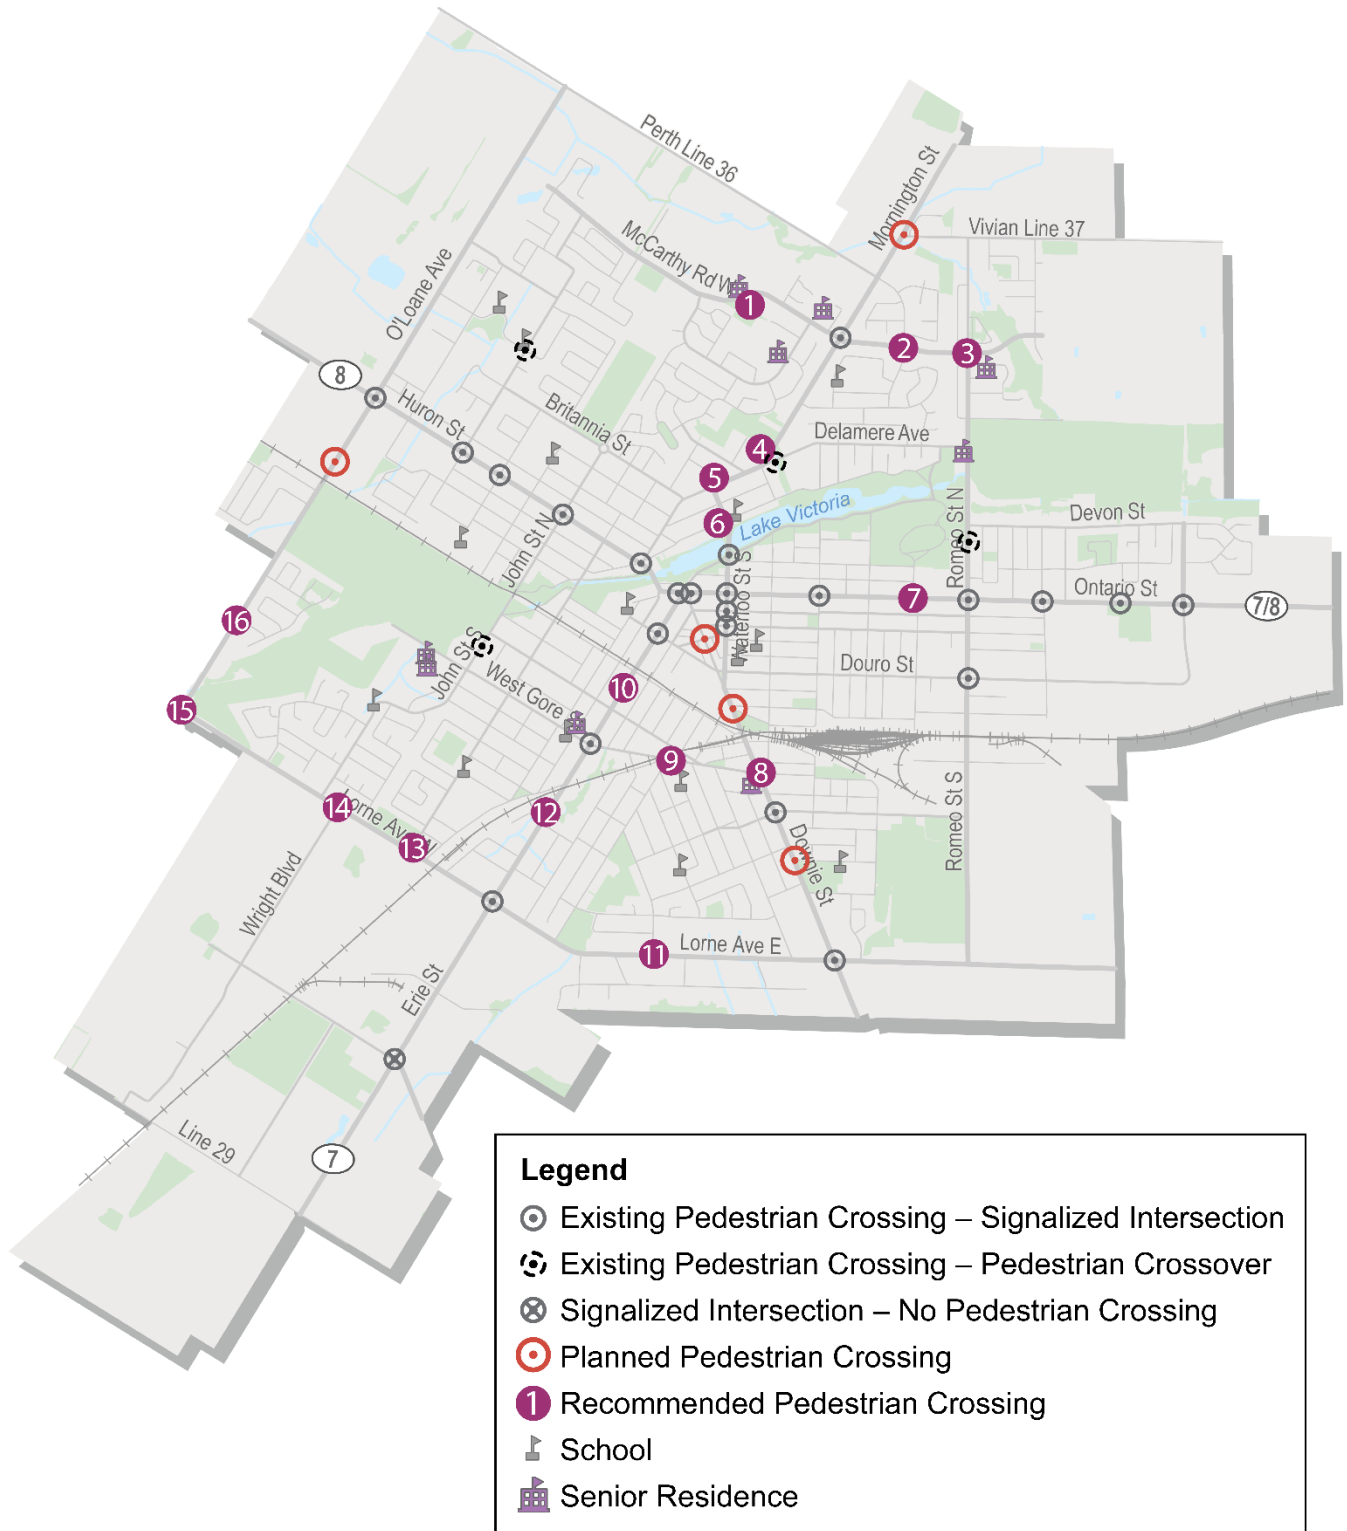 Perth Line 36
Mornington St
Vivian Line 37
McCarthy Rd W
O'Loane Ave
1
2
3
8
Huron St
Britannia St
Delamere Ave
4
5
6
Lake Victoria
Romeo St N
Devon St
John St N
Waterloo St S
Ontario St
7
7/8
16
John St S
West Gore S
Douro St
10
15
9
8
12
14
Lorne Ave W
13
Downie St
Romeo St S
Wright Blvd
11
Lorne Ave E
Erie St
Line 29
7
Legend
Existing Pedestrian Crossing – Signalized Intersection
Existing Pedestrian Crossing – Pedestrian Crossover
Signalized Intersection – No Pedestrian Crossing
Planned Pedestrian Crossing
1 Recommended Pedestrian Crossing
School
Senior Residence